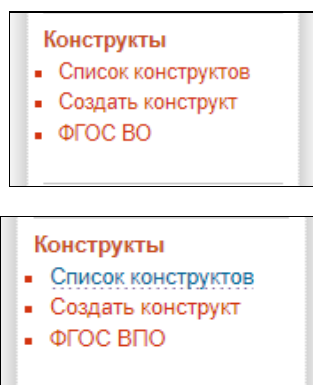 Конструкты
Список конструктов
Создать конструкт
ФГОС ВО
Конструкты
Список конструктов
Создать конструкт
ФГОС ВПО